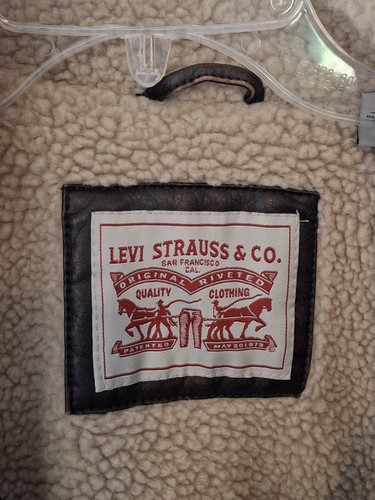 LEVI STRAUSS & CO.
SAN FRANCISCO
CAL.
ORIGINAL RIVETED
QUALITY CLOTHING
PATENTED MAY 20 1873